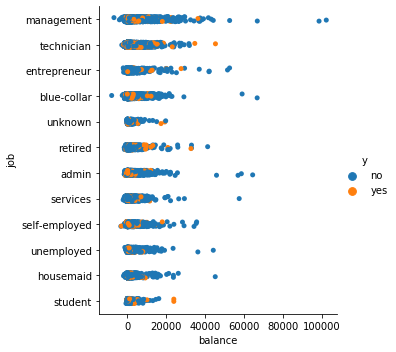 management
technician
entrepreneur
blue-collar
unknown
retired
admin
services
self-employed
unemployed
housemaid
student
job
0 20000 40000 60000 80000 100000
balance
y
no
yes